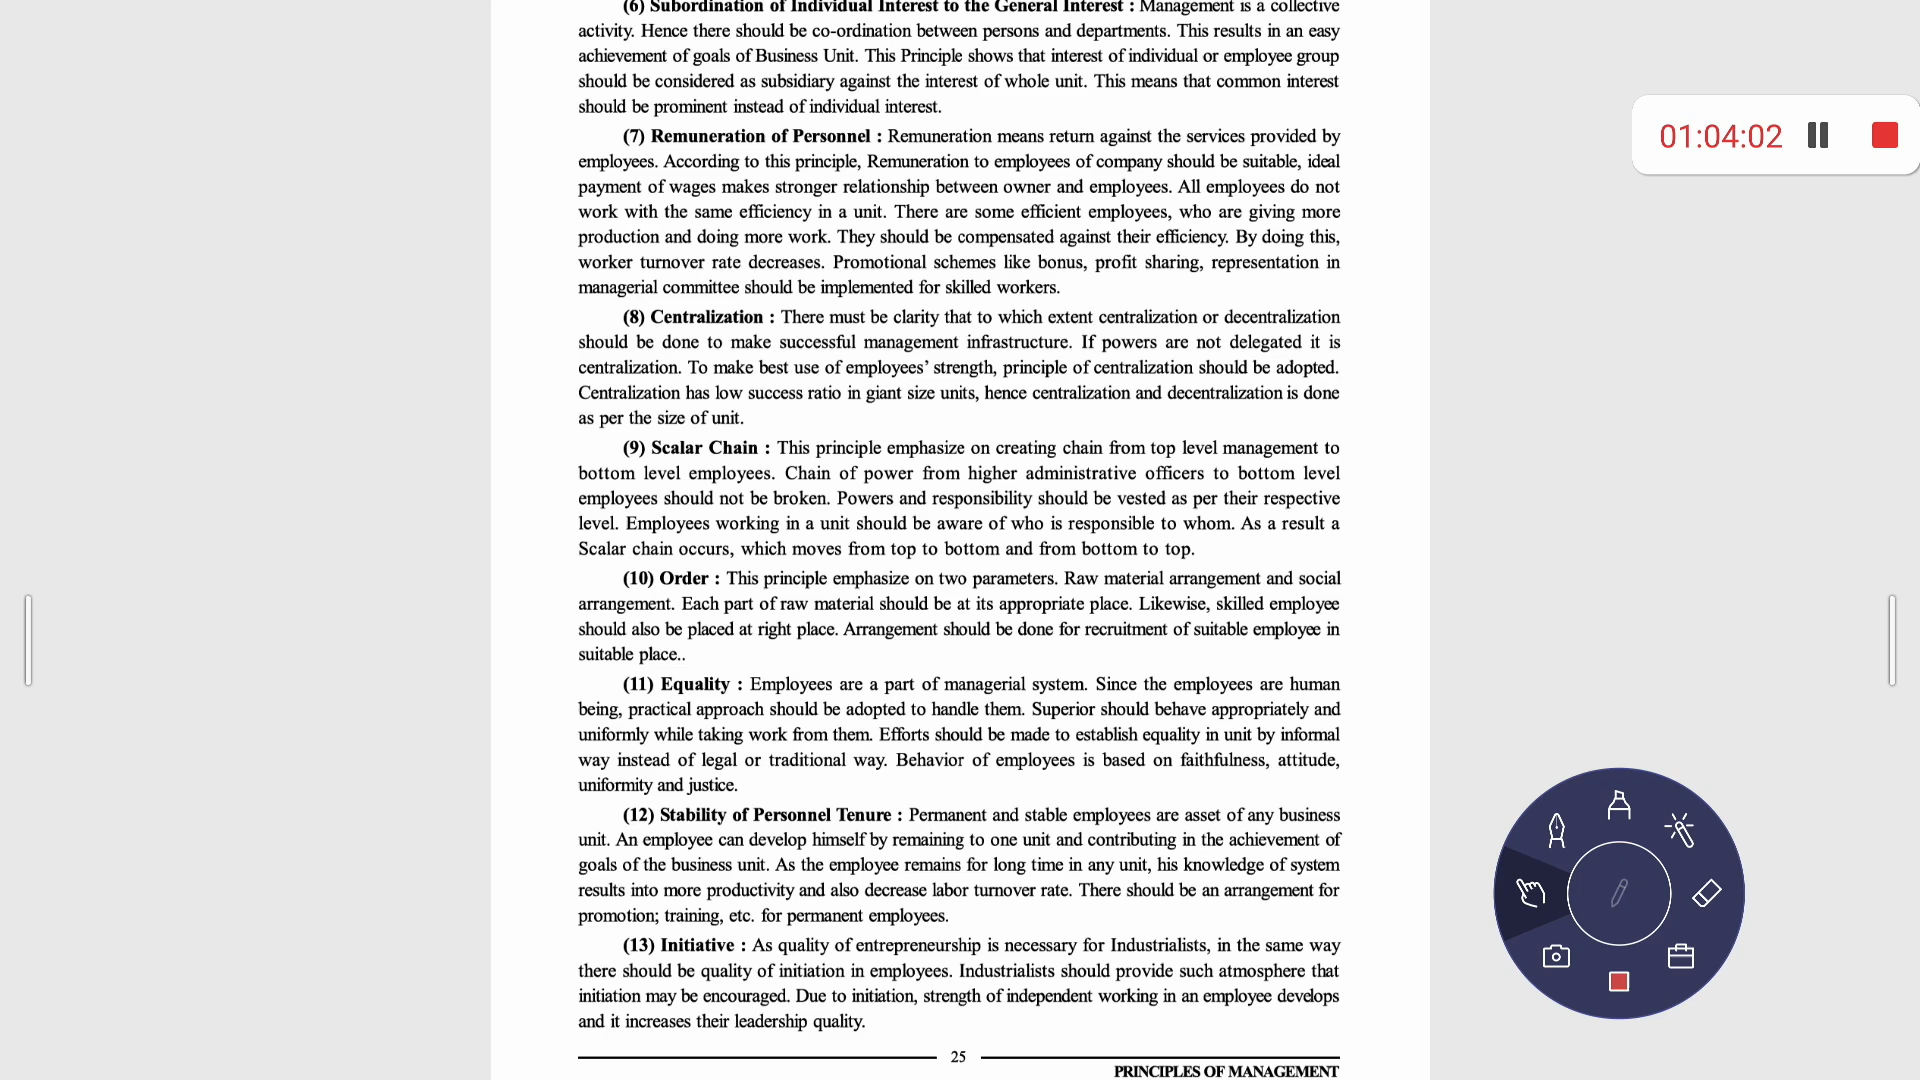 (6) Subordination of Individual Interest to the General Interest : Management is a collective
activity. Hence there should be co-ordination between persons and departments. This results in an easy
achievement of goals of Business Unit. This Principle shows that interest of individual or employee group
should be considered as subsidiary against the interest of whole unit. This means that common interest
should be prominent instead of individual interest.
(7) Remuneration of Personnel : Remuneration means return against the services provided by
employees. According to this principle, Remuneration to employees of company should be suitable, ideal
payment of wages makes stronger relationship between owner and employees. All employees do not
work with the same efficiency in a unit. There are some efficient employees, who are giving more
production and doing more work. They should be compensated against their efficiency. By doing this,
worker turnover rate decreases. Promotional schemes like bonus, profit sharing, representation in
managerial committee should be implemented for skilled workers.
(8) Centralization : There must be clarity that to which extent centralization or decentralization
should be done to make successful management infrastructure. If powers are not delegated it is
centralization. To make best use of employees’ strength, principle of centralization should be adopted.
Centralization has low success ratio in giant size units, hence centralization and decentralization is done
as per the size of unit.
(9) Scalar Chain : This principle emphasize on creating chain from top level management to
bottom level employees. Chain of power from higher administrative officers to bottom level
employees should not be broken. Powers and responsibility should be vested as per their respective
level. Employees working in a unit should be aware of who is responsible to whom. As a result a
Scalar chain occurs, which moves from top to bottom and from bottom to top.
(10) Order : This principle emphasize on two parameters. Raw material arrangement and social
arrangement. Each part of raw material should be at its appropriate place. Likewise, skilled employee
should also be placed at right place. Arrangement should be done for recruitment of suitable employee in
suitable place..
(11) Equality : Employees are a part of managerial system. Since the employees are human
being, practical approach should be adopted to handle them. Superior should behave appropriately and
uniformly while taking work from them. Efforts should be made to establish equality in unit by informal
way instead of legal or traditional way. Behavior of employees is based on faithfulness, attitude,
uniformity and justice.
(12) Stability of Personnel Tenure : Permanent and stable employees are asset of any business
unit. An employee can develop himself by remaining to one unit and contributing in the achievement of
goals of the business unit. As the employee remains for long time in any unit, his knowledge of system
results into more productivity and also decrease labor turnover rate. There should be an arrangement for
promotion; training, etc. for permanent employees.
(13) Initiative : As quality of entrepreneurship is necessary for Industrialists, in the same way
there should be quality of initiation in employees. Industrialists should provide such atmosphere that
initiation may be encouraged. Due to initiation, strength of independent working in an employee develops
and it increases their leadership quality.
25
PRINCIPLES OF MANAGEMENT
01:04:02